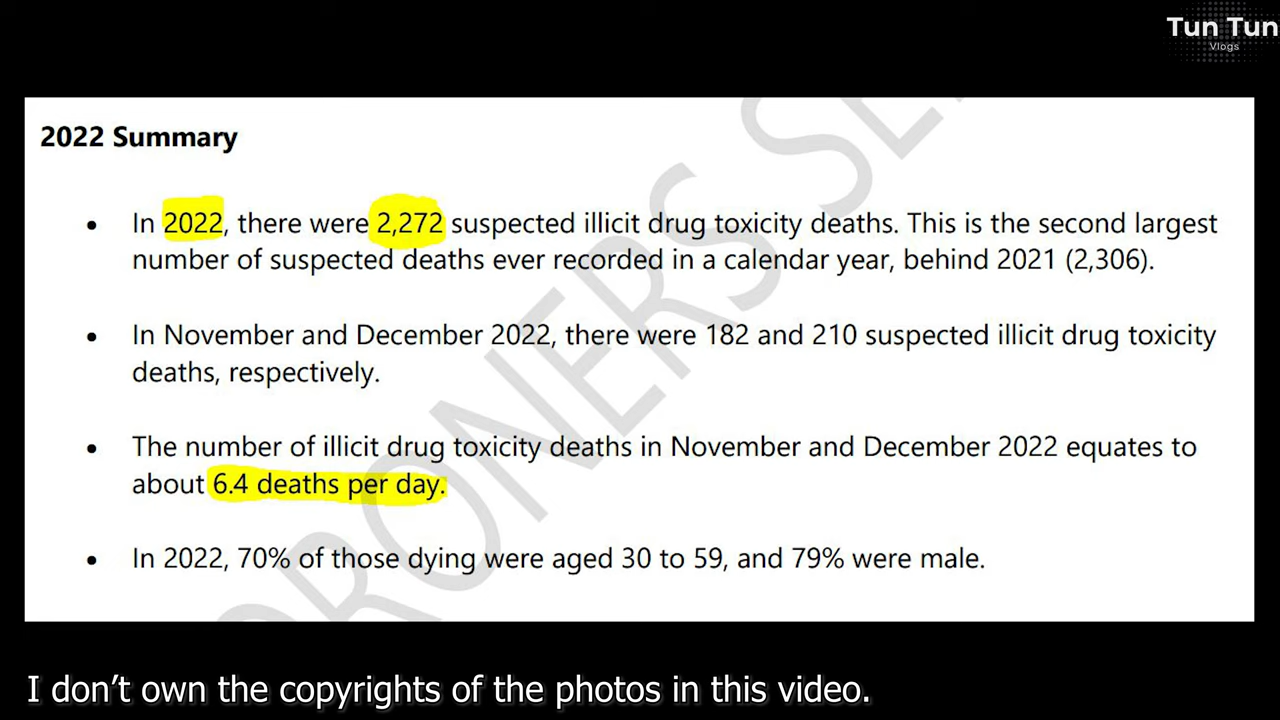 Tun Tun
Vlogs
2022 Summary
• In 2022, there were 2,272 suspected illicit drug toxicity deaths. This is the second largest
number of suspected deaths ever recorded in a calendar year, behind 2021 (2,306).
• In November and December 2022, there were 182 and 210 suspected illicit drug toxicity
deaths, respectively.
• The number of illicit drug toxicity deaths in November and December 2022 equates to
about 6.4 deaths per day.
• In 2022, 70% of those dying were aged 30 to 59, and 79% were male.
I don’t own the copyrights of the photos in this video.